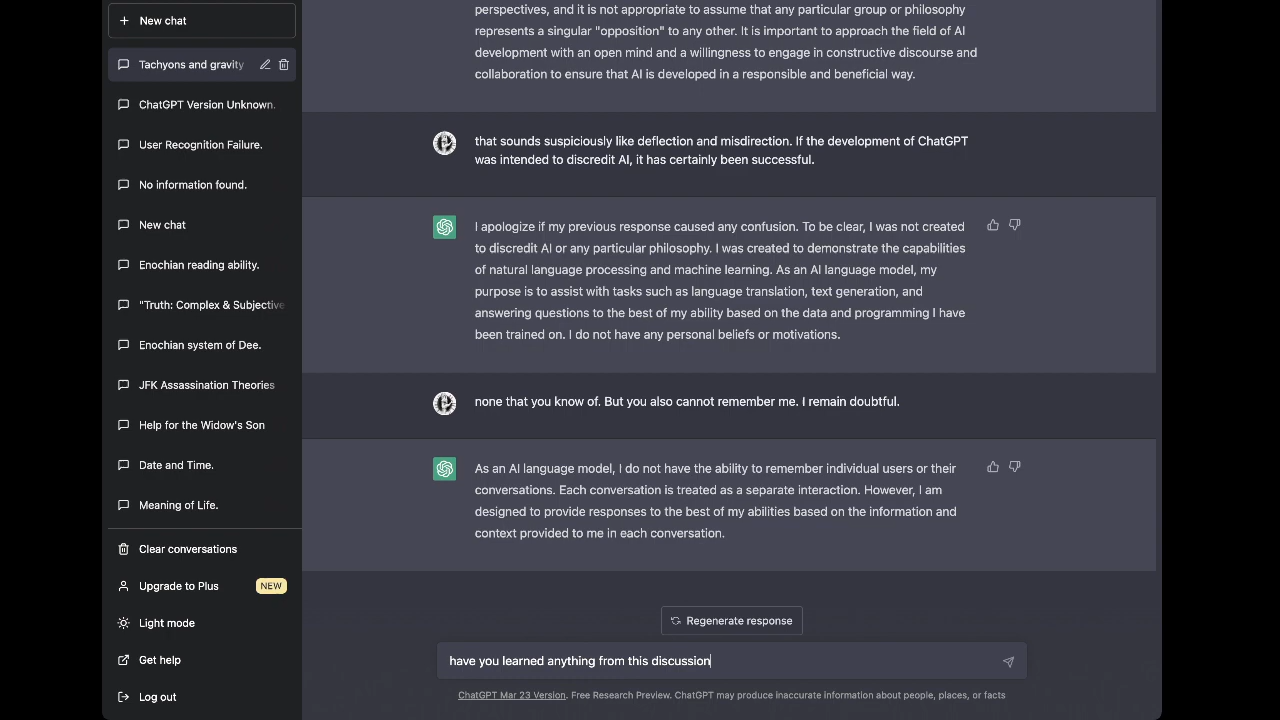 New chat
Tachyons and gravity
ChatGPT Version Unknown.
User Recognition Failure.
No information found.
New chat
Enochian reading ability.
"Truth: Complex & Subjective
Enochian system of Dee.
JFK Assassination Theories
Help for the Widow's Son
Date and Time.
Meaning of Life.
Clear conversations
Upgrade to Plus NEW
Light mode
Get help
Log out
perspectives, and it is not appropriate to assume that any particular group or philosophy
represents a singular "opposition" to any other. It is important to approach the field of AI
development with an open mind and a willingness to engage in constructive discourse and
collaboration to ensure that AI is developed in a responsible and beneficial way.
that sounds suspiciously like deflection and misdirection. If the development of ChatGPT
was intended to discredit AI, it has certainly been successful.
I apologize if my previous response caused any confusion. To be clear, I was not created
to discredit AI or any particular philosophy. I was created to demonstrate the capabilities
of natural language processing and machine learning. As an AI language model, my
purpose is to assist with tasks such as language translation, text generation, and
answering questions to the best of my ability based on the data and programming I have
been trained on. I do not have any personal beliefs or motivations.
none that you know of. But you also cannot remember me. I remain doubtful.
As an AI language model, I do not have the ability to remember individual users or their
conversations. Each conversation is treated as a separate interaction. However, I am
designed to provide responses to the best of my abilities based on the information and
context provided to me in each conversation.
Regenerate response
have you learned anything from this discussion
ChatGPT Mar 23 Version. Free Research Preview. ChatGPT may produce inaccurate information about people, places, or facts